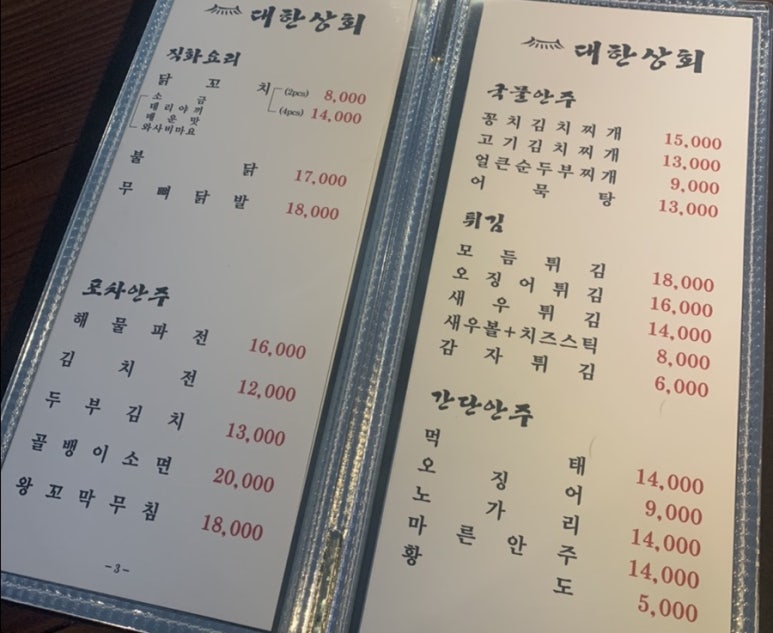 대한상회
직화요리
닭꼬치 (2pcs) 8,000
(4pcs) 14,000
소금
데리야끼
매운맛
와사비마요
불닭 17,000
무뼈닭발 18,000
포차안주
해물파전 16,000
김치전 12,000
두부김치 13,000
골뱅이소면 20,000
왕꼬막무침 18,000
-3-
대한상회
국물안주
꽁치김치찌개 15,000
고기김치찌개 13,000
얼큰순두부찌개 9,000
어묵탕 13,000
튀김
모듬튀김 18,000
오징어튀김 16,000
새우튀김 14,000
새우볼+치즈스틱 8,000
감자튀김 6,000
간단안주
먹태 14,000
오징어 9,000
노가리 14,000
마른안주 14,000
황도 5,000